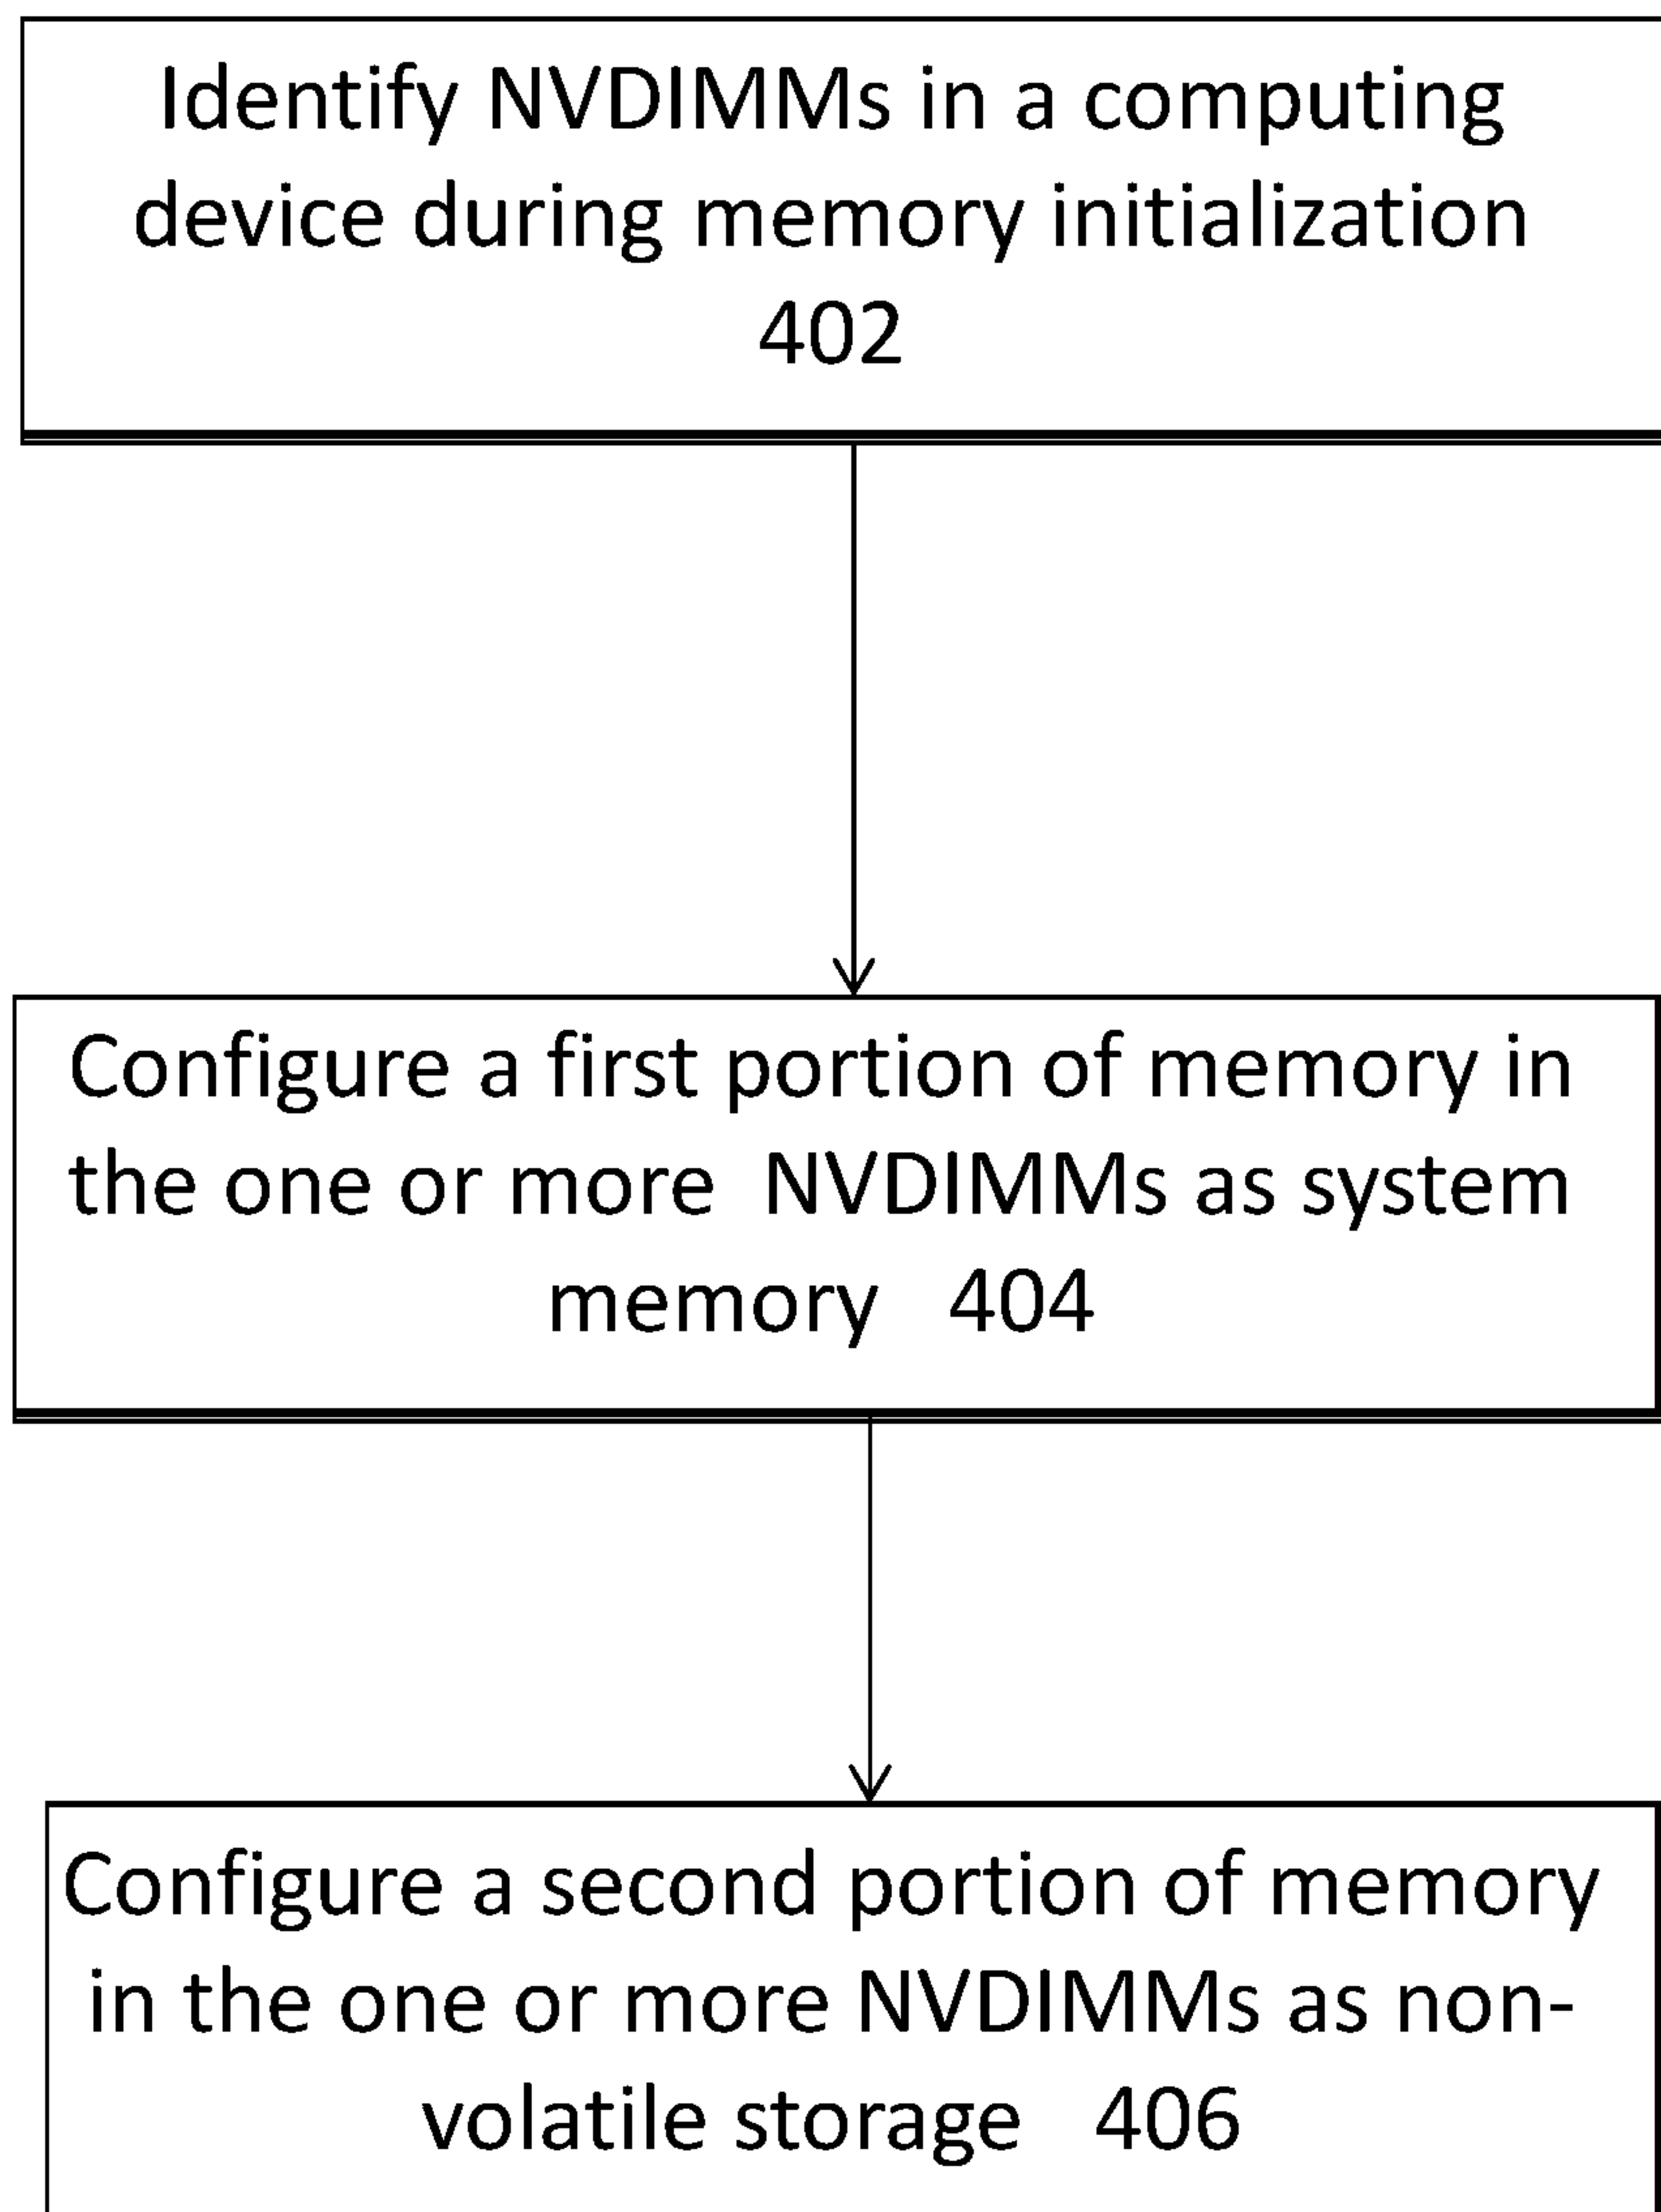 Identify NVDIMMs in a computing
device during memory initialization
402
Configure a first portion of memory in
the one or more NVDIMMs as system
memory 404
Configure a second portion of memory
in the one or more NVDIMMs as non-
volatile storage 406